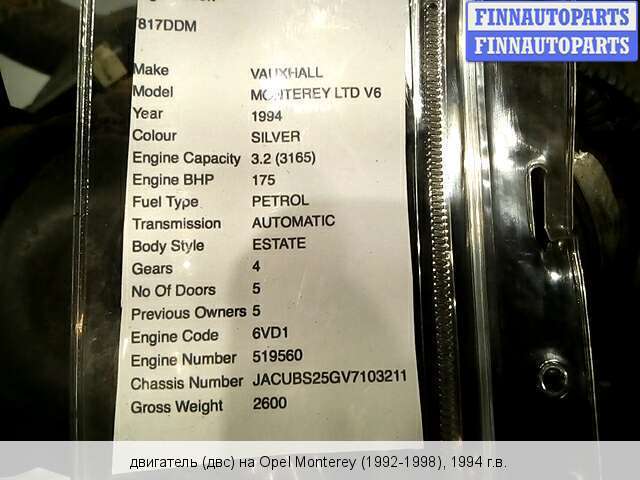 FINNAUTOPARTS
FINNAUTOPARTS
817DDM
Make VAUXHALL
Model MONTEREY LTD V6
Year 1994
Colour SILVER
Engine Capacity 3.2 (3165)
Engine BHP 175
Fuel Type PETROL
Transmission AUTOMATIC
Body Style ESTATE
Gears 4
No Of Doors 5
Previous Owners 5
Engine Code 6VD1
Engine Number 519560
Chassis Number JACUBS25GV7103211
Gross Weight 2600
двигатель (двс) на Opel Monterey (1992-1998), 1994 г.в.